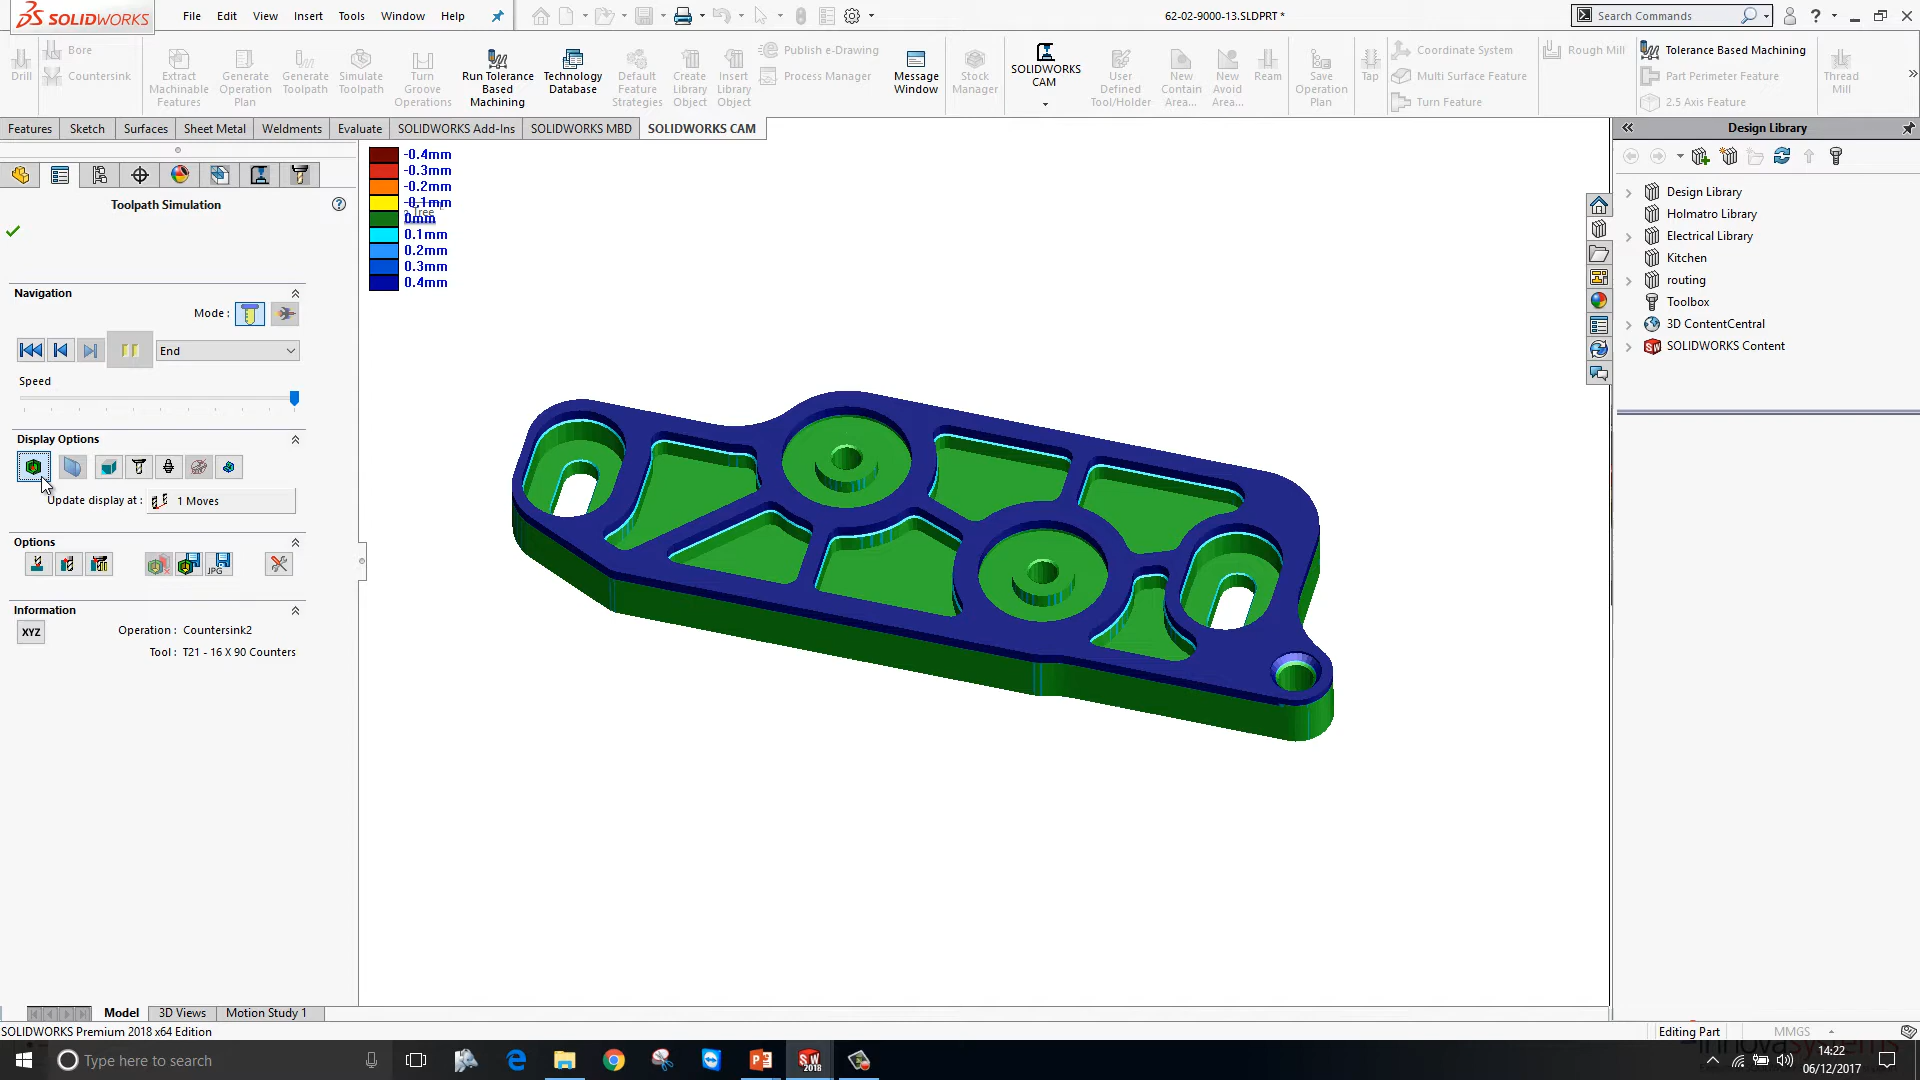 SOLIDWORKS
File Edit View Insert Tools Window Help
62-02-9000-13.SLDPRT *
Search Commands
Drill
Bore
Countersink
Extract Machinable Features
Generate Operation Plan
Generate Toolpath
Simulate Toolpath
Turn Groove Operations
Run Tolerance Based Machining
Technology Database
Default Feature Strategies
Create Library Object
Insert Library Object
Publish e-Drawing
Process Manager
Message Window
Stock Manager
SOLIDWORKS CAM
User Defined Tool/Holder
New Contain Area...
New Avoid Area...
Ream
Save Operation Plan
Tap
Coordinate System
Multi Surface Feature
Turn Feature
Rough Mill
Tolerance Based Machining
Part Perimeter Feature
2.5 Axis Feature
Thread Mill
Features Sketch Surfaces Sheet Metal Weldments Evaluate SOLIDWORKS Add-Ins SOLIDWORKS MBD SOLIDWORKS CAM
Design Library
Toolpath Simulation
Navigation
Mode :
End
Speed
Display Options
Update display at : 1 Moves
Options
JPG
Information
XYZ
Operation : Countersink2
Tool : T21 - 16 X 90 Counters
-0.4mm
-0.3mm
-0.2mm
-0.1mm
Tree
0mm
0.1mm
0.2mm
0.3mm
0.4mm
Design Library
Holmatro Library
Electrical Library
Kitchen
routing
Toolbox
3D ContentCentral
SOLIDWORKS Content
Model 3D Views Motion Study 1
SOLIDWORKS Premium 2018 x64 Edition
Editing Part
MMGS
Type here to search
SW 2018
innovasystems
14:22
06/12/2017